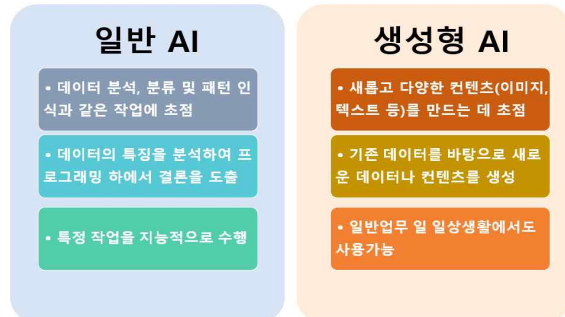 일반 AI
• 데이터 분석, 분류 및 패턴 인
식과 같은 작업에 초점
• 데이터의 특징을 분석하여 프
로그래밍 하에서 결론을 도출
• 특정 작업을 지능적으로 수행
생성형 AI
• 새롭고 다양한 컨텐츠(이미지,
텍스트 등)를 만드는 데 초점
• 기존 데이터를 바탕으로 새로
운 데이터나 컨텐츠를 생성
• 일반업무 일 일상생활에서도
사용가능